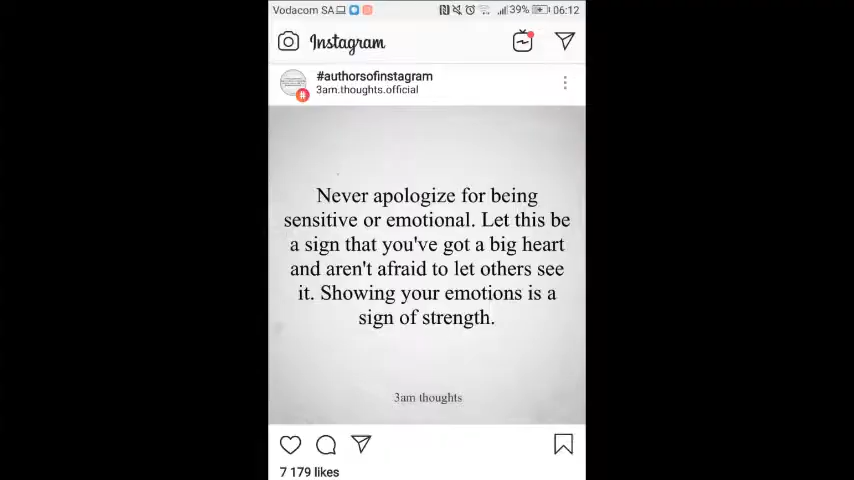 Vodacom SA 39% 06:12
Instagram
#authorsofinstagram
3am.thoughts.official
#
Never apologize for being
sensitive or emotional. Let this be
a sign that you've got a big heart
and aren't afraid to let others see
it. Showing your emotions is a
sign of strength.
3am thoughts
7 179 likes